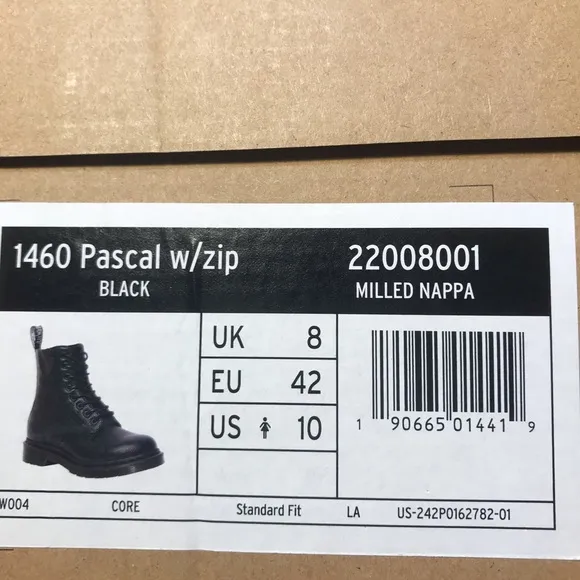 1460 Pascal w/zip
BLACK
22008001
MILLED NAPPA
UK 8
EU 42
US 10
1 90665 01441 9
W004 CORE Standard Fit LA US-242P0162782-01